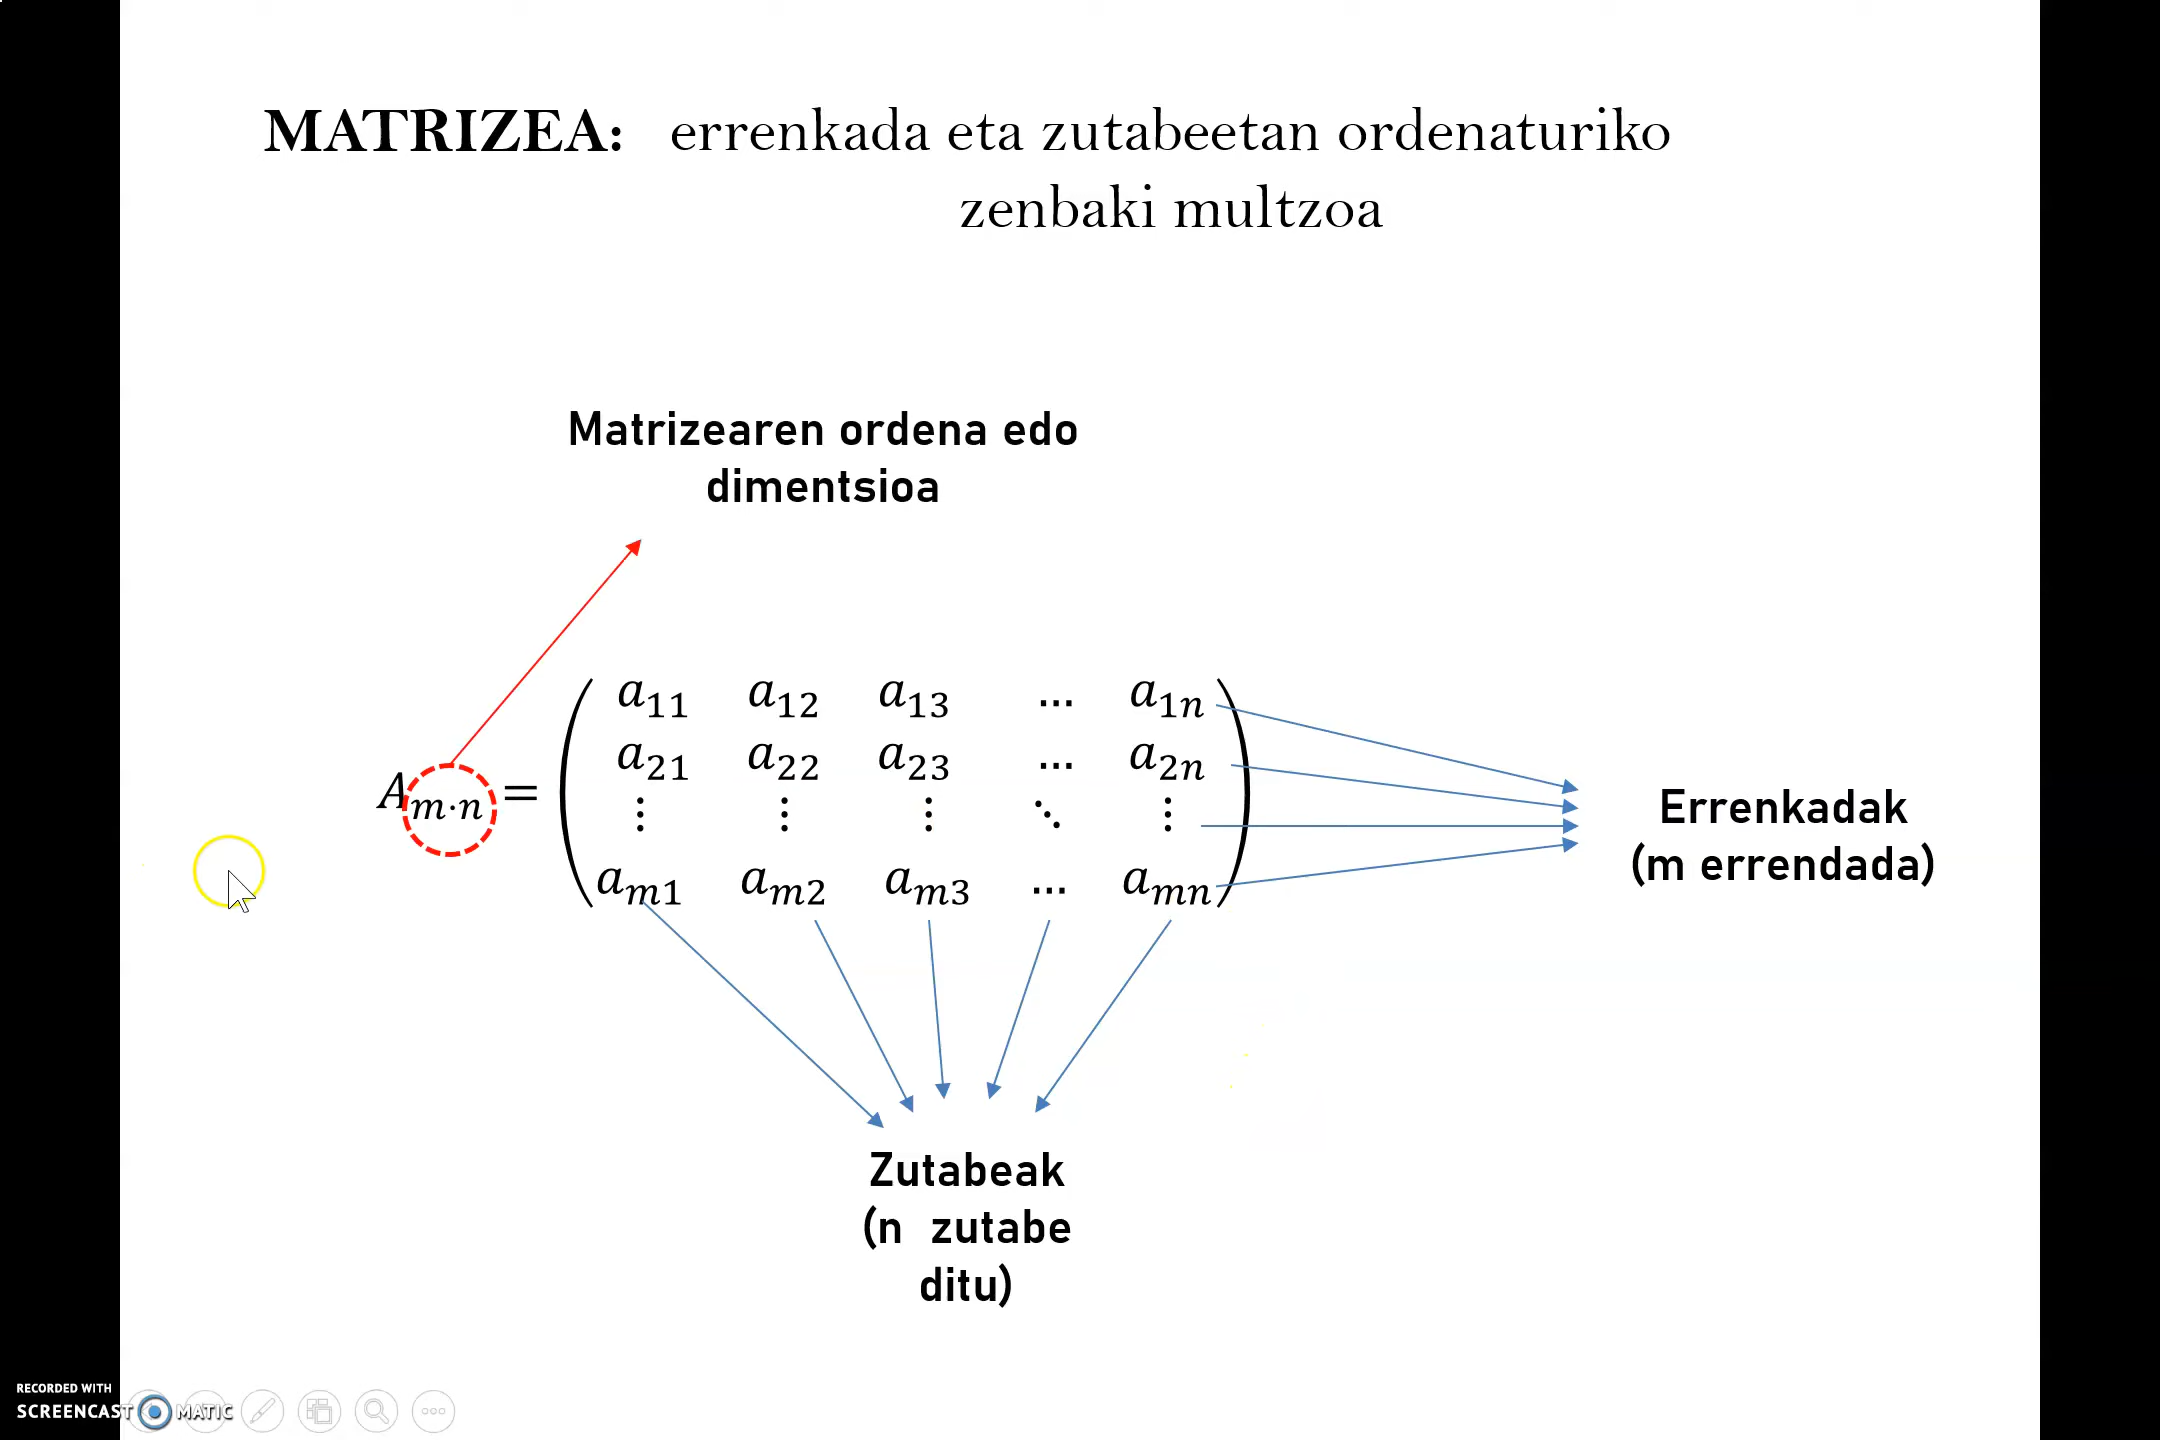 MATRIZEA: errenkada eta zutabeetan ordenaturiko
zenbaki multzoa
Matrizearen ordena edo
dimentsioa
a11 a12 a13 ... a1n
a21 a22 a23 ... a2n
Am·n =
⋮ ⋮ ⋮ ⋱ ⋮
am1 am2 am3 ... amn
Errenkadak
(m errendada)
Zutabeak
(n zutabe
ditu)
RECORDED WITH
SCREENCAST MATIC